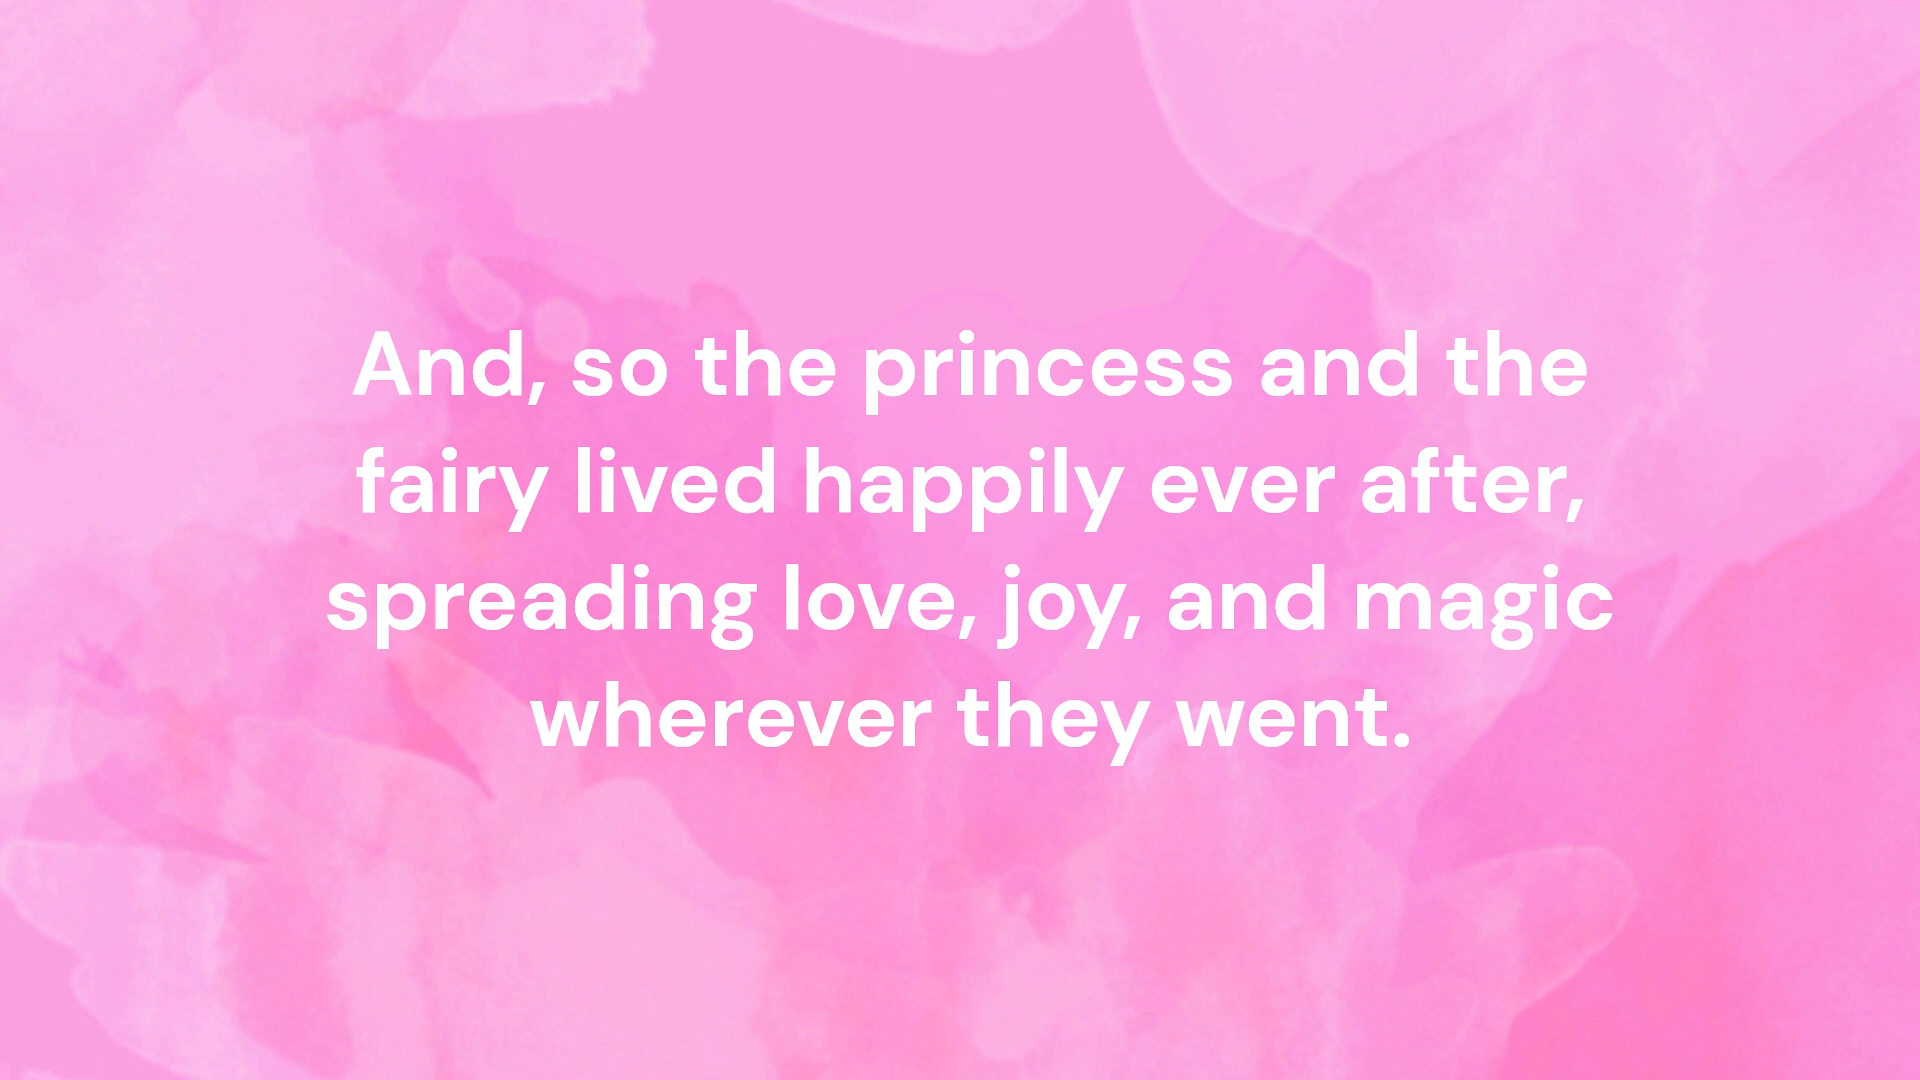 And, so the princess and the
fairy lived happily ever after,
spreading love, joy, and magic
wherever they went.